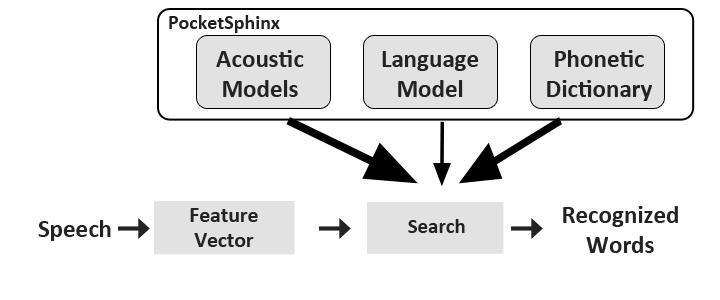 PocketSphinx
Acoustic
Models
Language
Model
Phonetic
Dictionary
Speech
Feature
Vector
Search
Recognized
Words